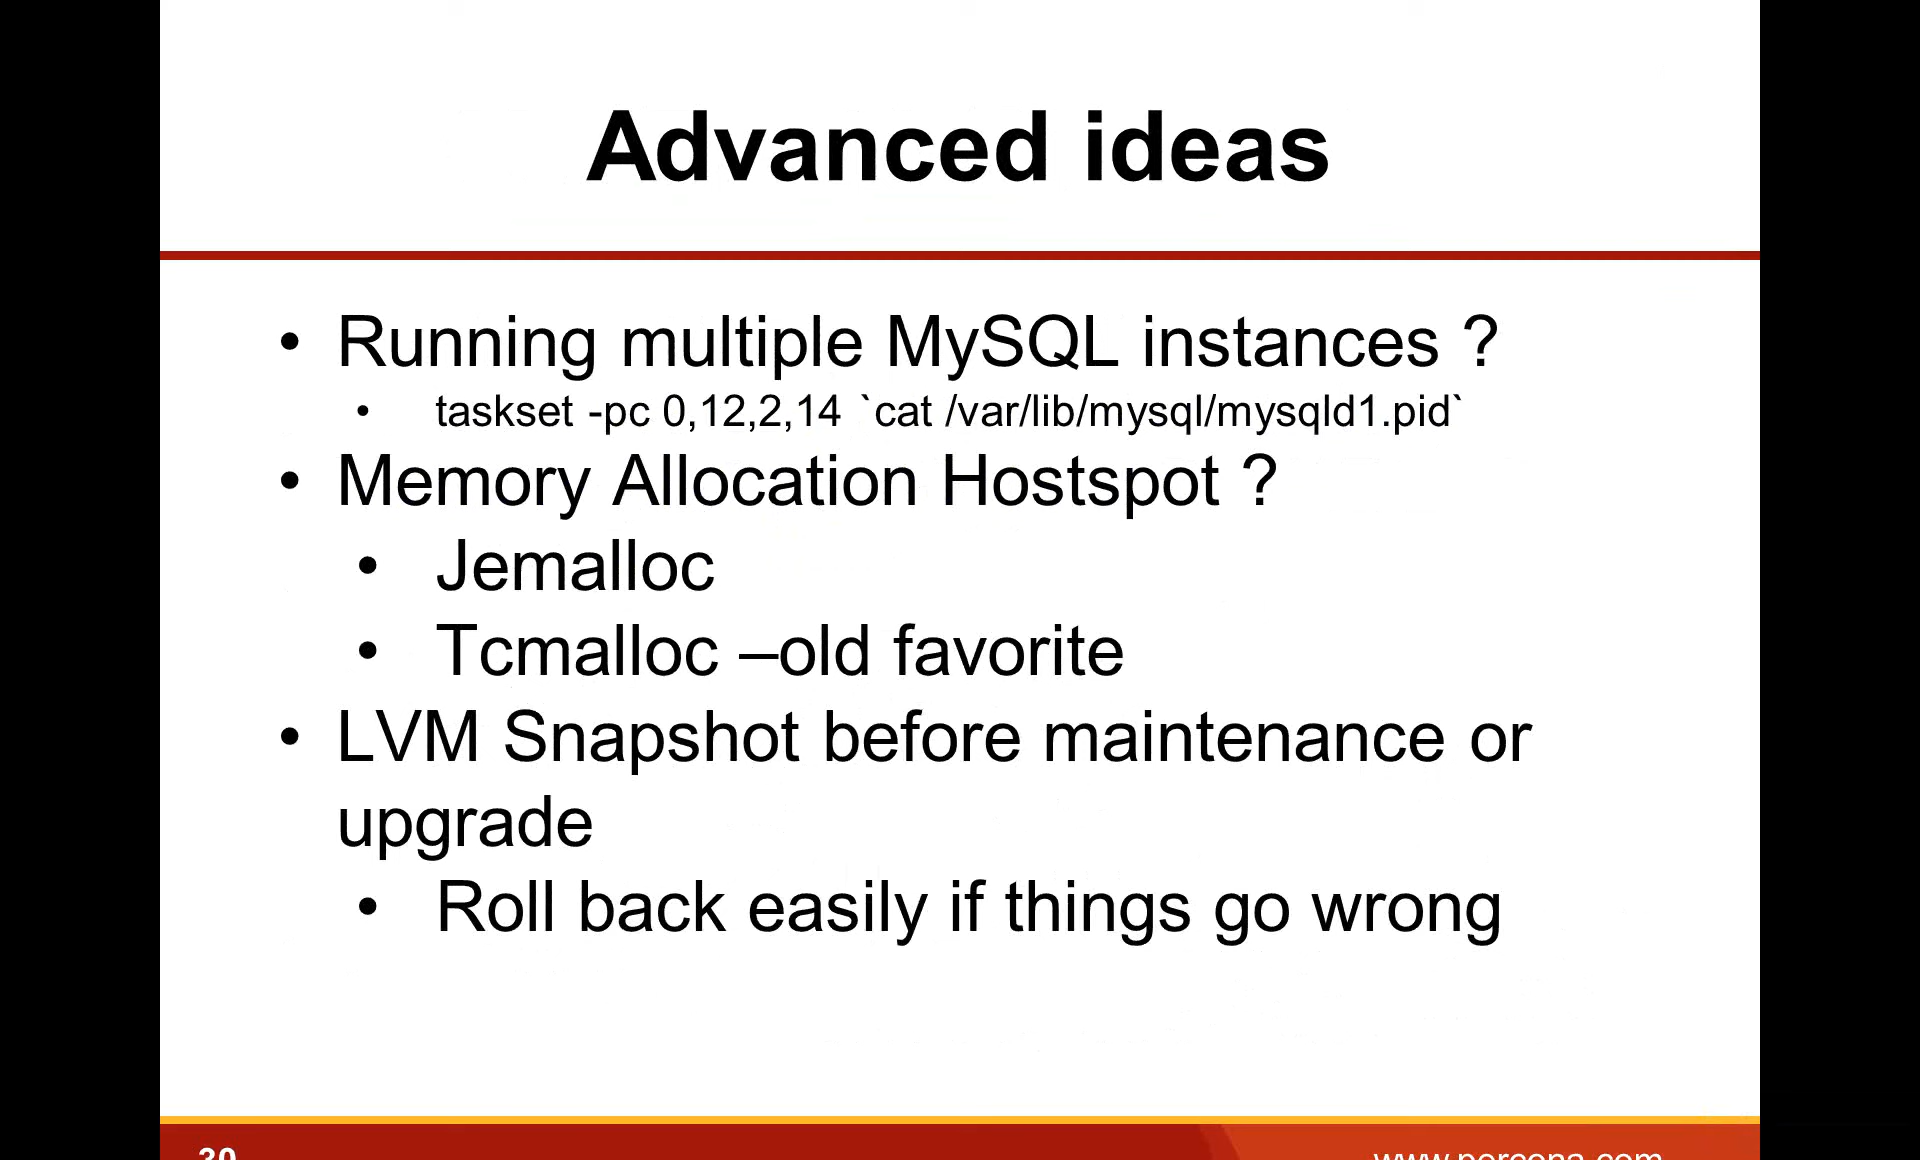 Advanced ideas
• Running multiple MySQL instances ?
• taskset -pc 0,12,2,14 `cat /var/lib/mysql/mysqld1.pid`
• Memory Allocation Hostspot ?
• Jemalloc
• Tcmalloc –old favorite
• LVM Snapshot before maintenance or
upgrade
• Roll back easily if things go wrong
30
www.percona.com